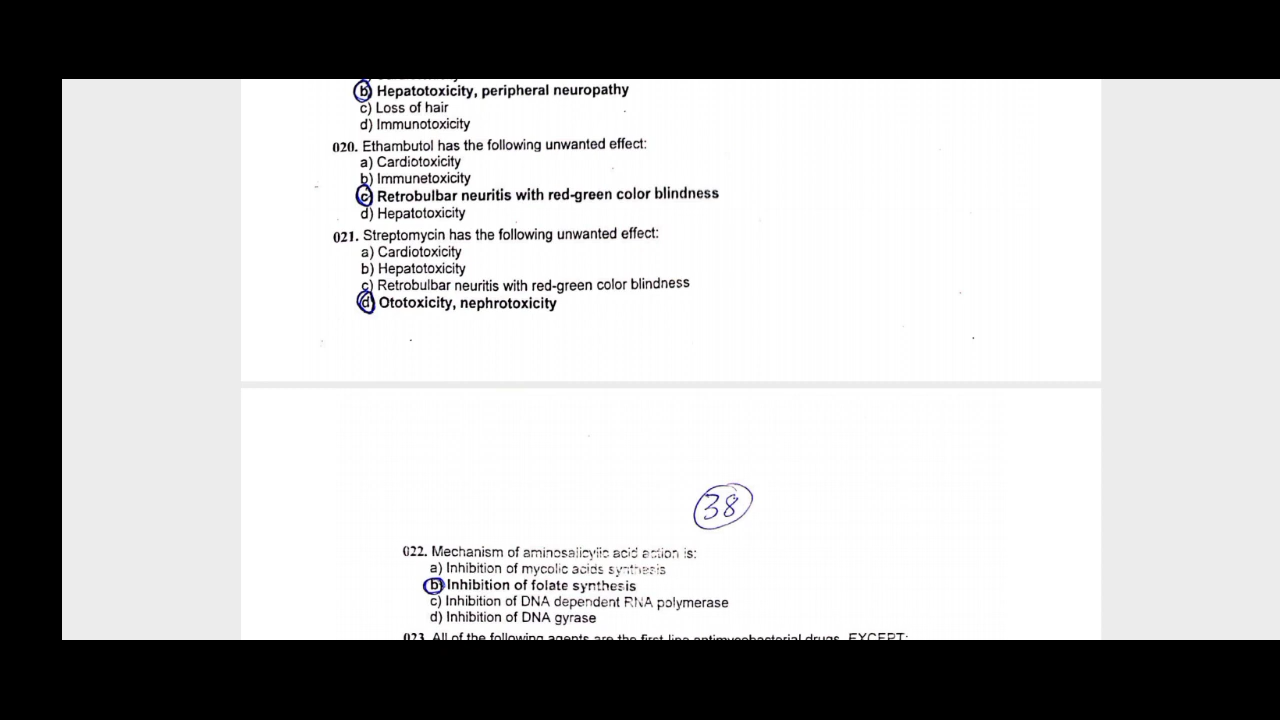 b) Hepatotoxicity, peripheral neuropathy
c) Loss of hair
d) Immunotoxicity
020. Ethambutol has the following unwanted effect:
a) Cardiotoxicity
b) Immunetoxicity
c) Retrobulbar neuritis with red-green color blindness
d) Hepatotoxicity
021. Streptomycin has the following unwanted effect:
a) Cardiotoxicity
b) Hepatotoxicity
c) Retrobulbar neuritis with red-green color blindness
d) Ototoxicity, nephrotoxicity
38
022. Mechanism of aminosalicylic acid action is:
a) Inhibition of mycolic acids synthesis
b) Inhibition of folate synthesis
c) Inhibition of DNA dependent RNA polymerase
d) Inhibition of DNA gyrase
023. All of the following agents are the first-line antimycobacterial drugs, EXCEPT: